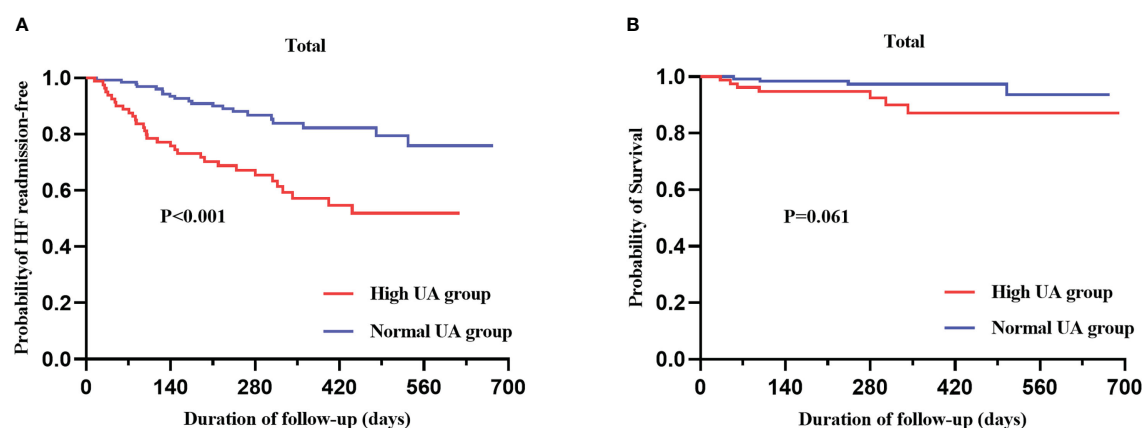 A
Total
Probabilityof HF readmission-free
1.0
0.8
0.6
0.4
0.2
0.0
P<0.001
High UA group
Normal UA group
0 140 280 420 560 700
Duration of follow-up (days)
B
Total
Probability of Survival
1.0
0.8
0.6
0.4
0.2
0.0
P=0.061
High UA group
Normal UA group
0 140 280 420 560 700
Duration of follow-up (days)